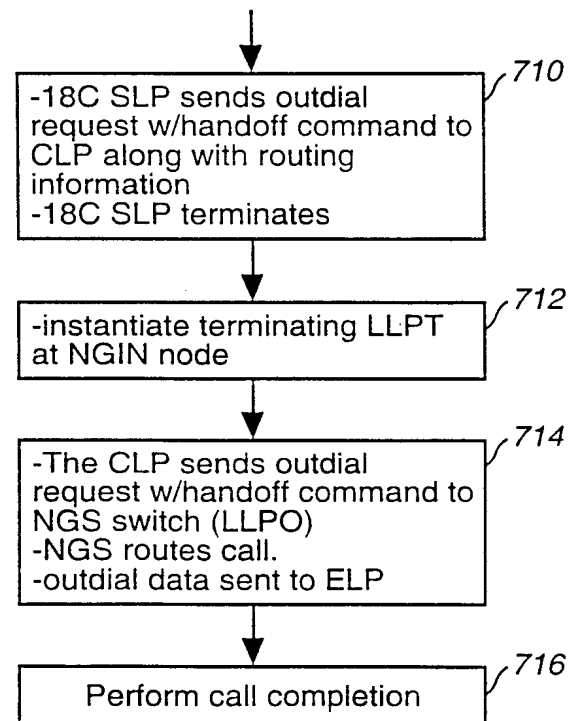 710
-18C SLP sends outdial
request w/handoff command to
CLP along with routing
information
-18C SLP terminates
712
-instantiate terminating LLPT
at NGIN node
714
-The CLP sends outdial
request w/handoff command to
NGS switch (LLPO)
-NGS routes call.
-outdial data sent to ELP
716
Perform call completion